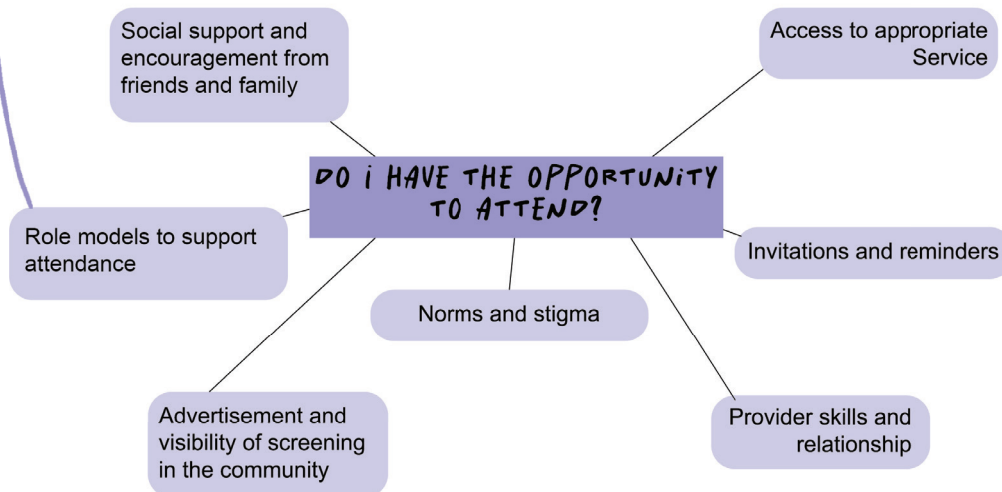 Social support and
encouragement from
friends and family
Access to appropriate
Service
DO i HAVE THE OPPORTUNiTY
TO ATTEND?
Role models to support
attendance
Invitations and reminders
Norms and stigma
Advertisement and
visibility of screening
in the community
Provider skills and
relationship